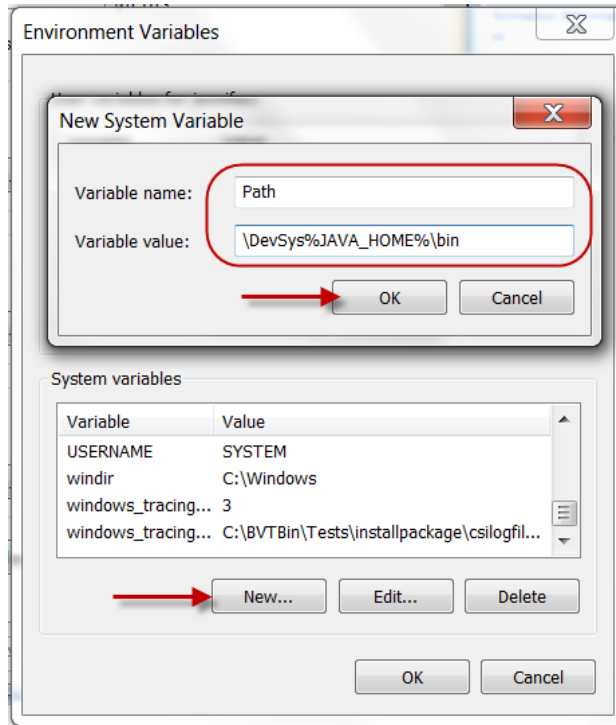 Environment Variables
New System Variable
Variable name:
Path
Variable value:
\DevSys%JAVA_HOME%\bin
OK
Cancel
System variables
Variable Value
USERNAME SYSTEM
windir C:\Windows
windows_tracing... 3
windows_tracing... C:\BVTBin\Tests\installpackage\csilogfil...
New...
Edit...
Delete
OK
Cancel